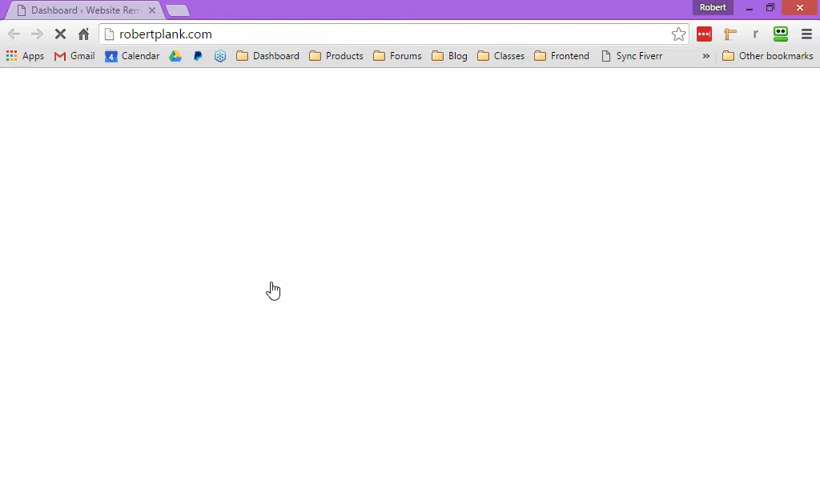 Dashboard ‹ Website Rem
Robert
robertplank.com
r
Apps Gmail 4 Calendar Dashboard Products Forums Blog Classes Frontend Sync Fiverr » Other bookmarks